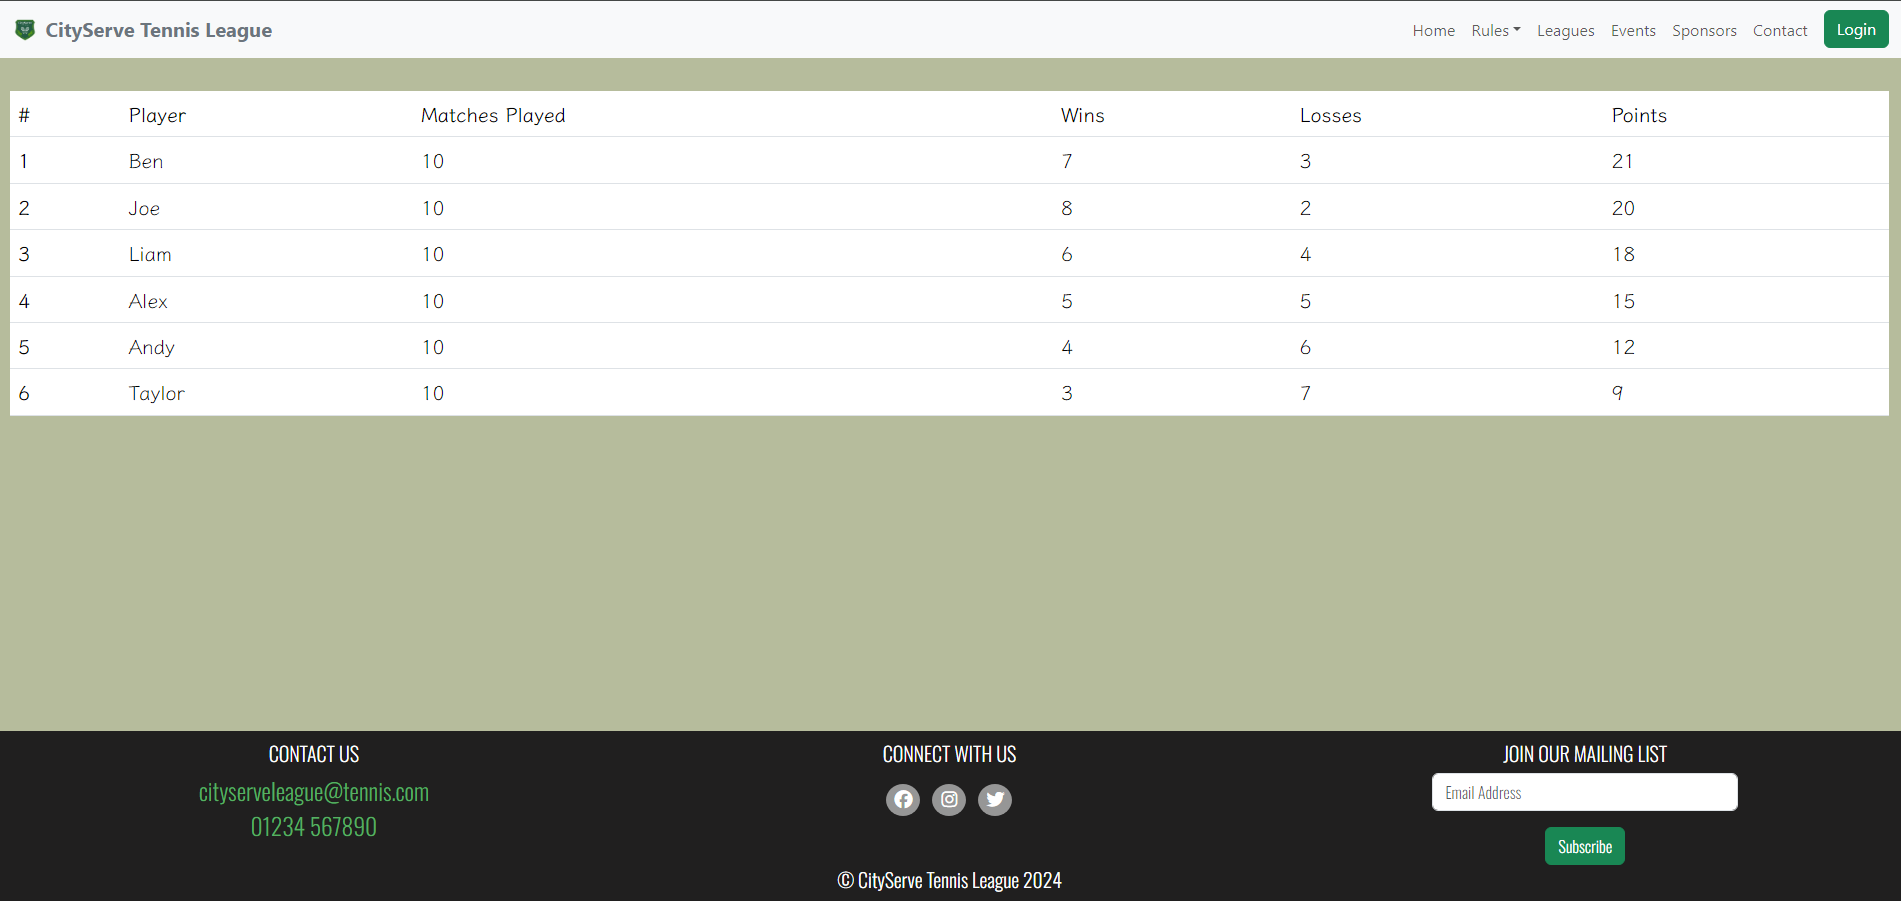 CityServe Tennis League Home Rules Leagues Events Sponsors Contact Login
# Player Matches Played Wins Losses Points
1 Ben 10 7 3 21
2 Joe 10 8 2 20
3 Liam 10 6 4 18
4 Alex 10 5 5 15
5 Andy 10 4 6 12
6 Taylor 10 3 7 9
CONTACT US
cityserveleague@tennis.com
01234 567890
CONNECT WITH US
JOIN OUR MAILING LIST
Email Address
Subscribe
© CityServe Tennis League 2024